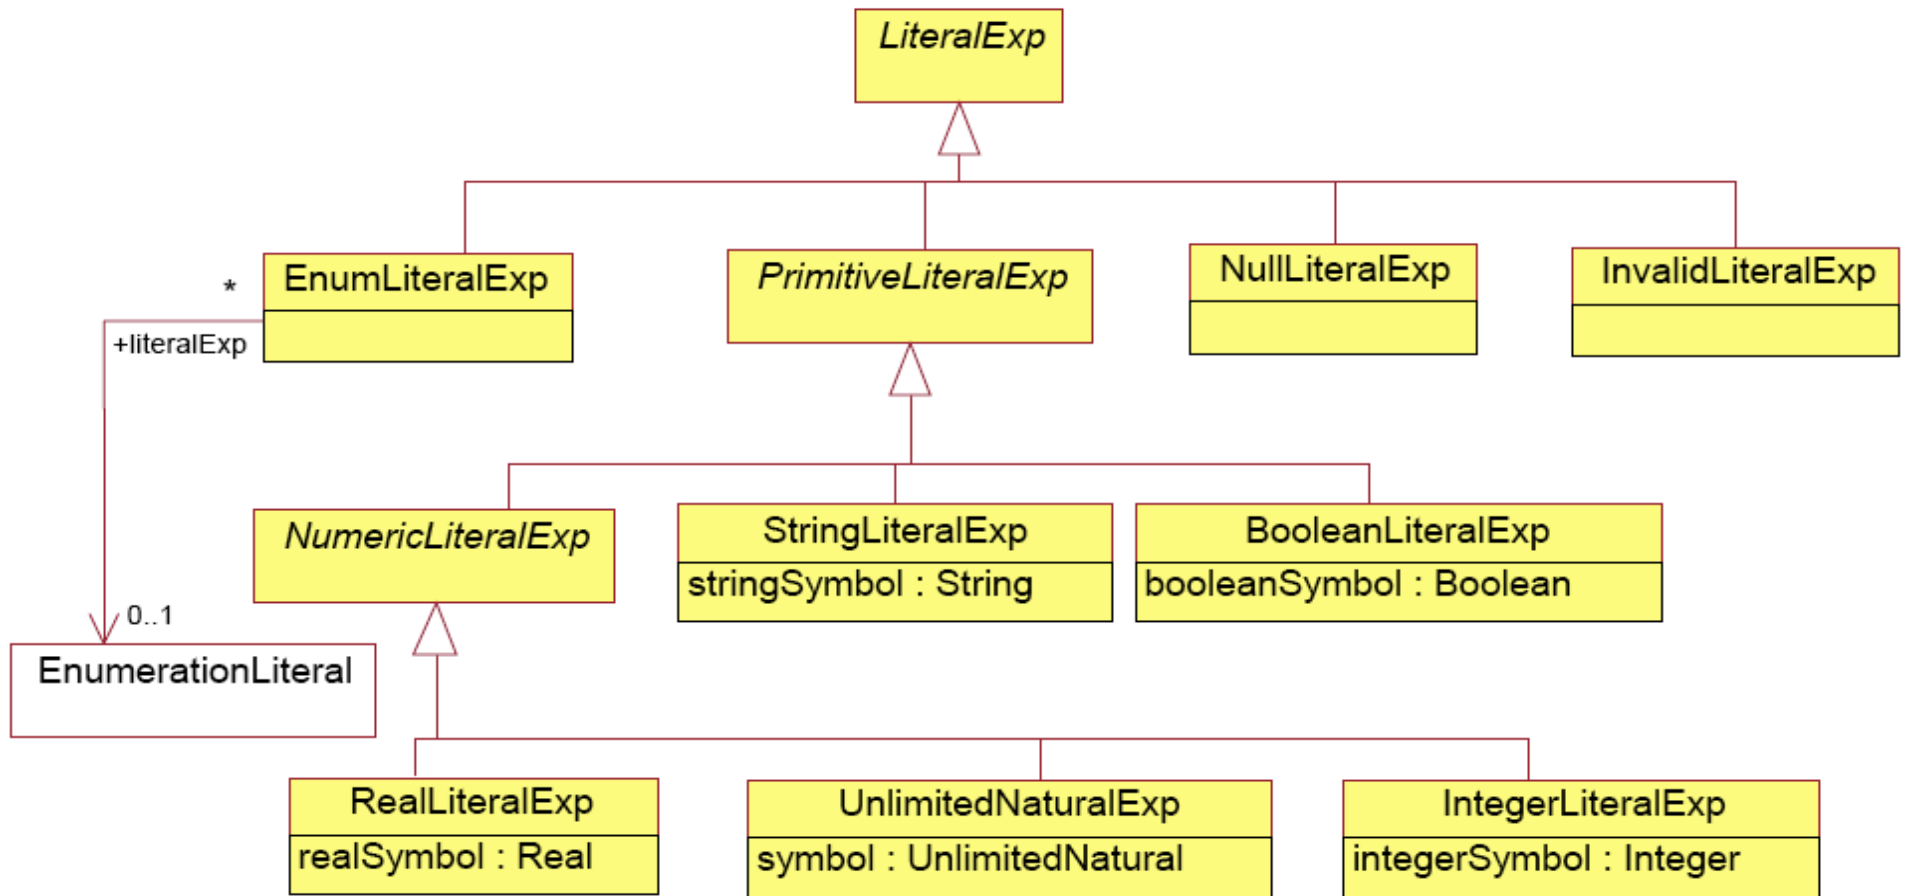 LiteralExp
EnumLiteralExp
PrimitiveLiteralExp
NullLiteralExp
InvalidLiteralExp
*
+literalExp
NumericLiteralExp
StringLiteralExp
stringSymbol : String
BooleanLiteralExp
booleanSymbol : Boolean
0..1
EnumerationLiteral
RealLiteralExp
realSymbol : Real
UnlimitedNaturalExp
symbol : UnlimitedNatural
IntegerLiteralExp
integerSymbol : Integer